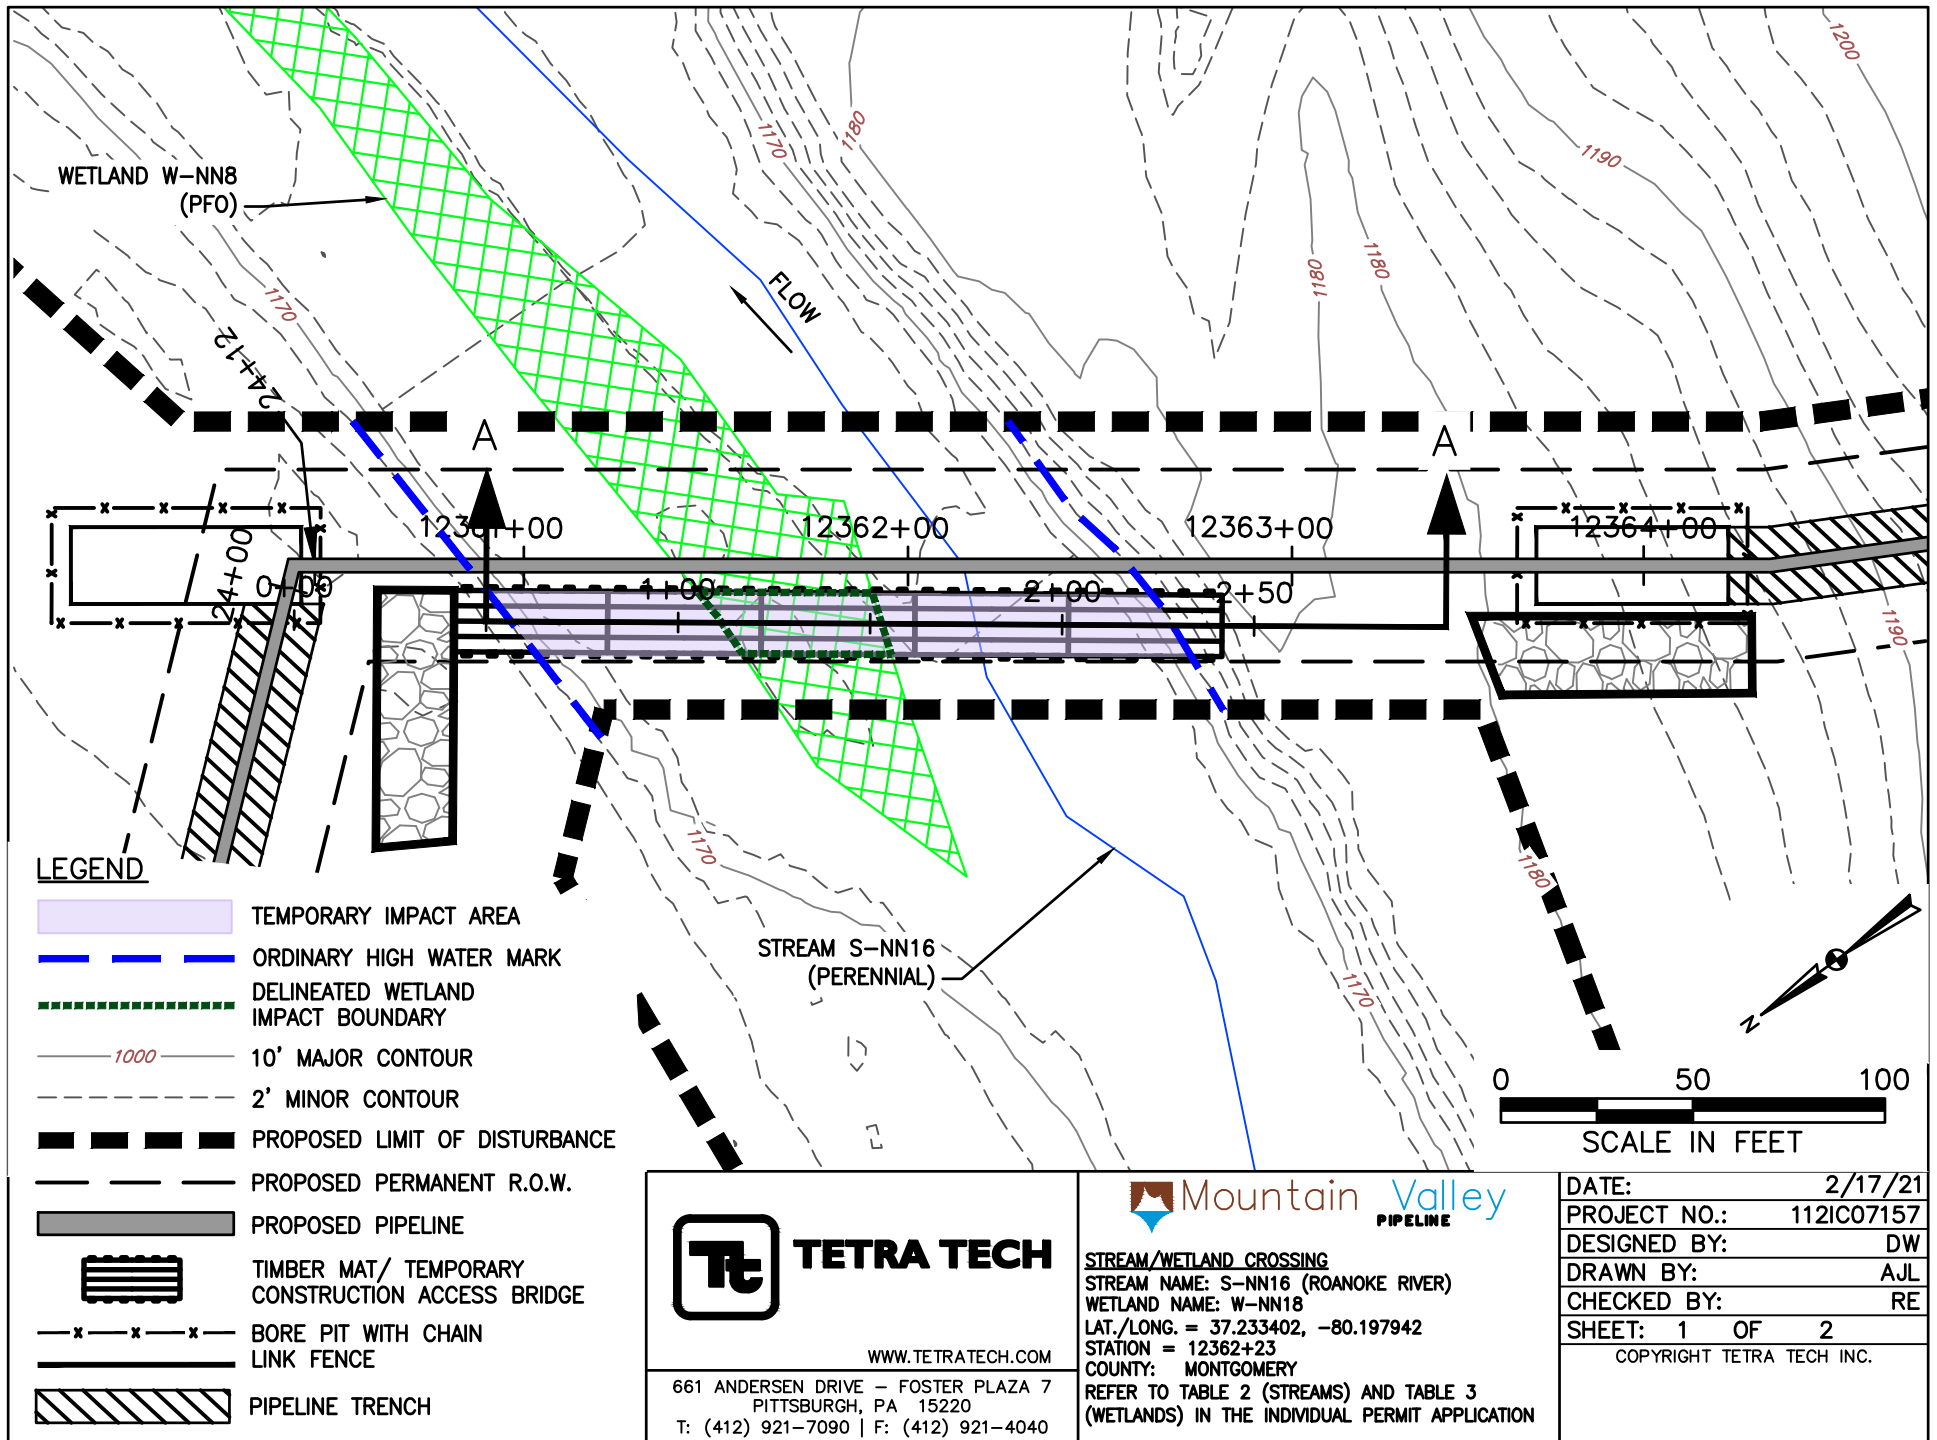 1200
1180
1170
1190
WETLAND W-NN8
(PFO)
FLOW
1180
1180
1170
24+12
A
A
12361+00
12362+00
12363+00
12364+00
24+00
0+00
1+00
2+00
2+50
1190
1170
1180
LEGEND
TEMPORARY IMPACT AREA
ORDINARY HIGH WATER MARK
DELINEATED WETLAND
IMPACT BOUNDARY
1000
10' MAJOR CONTOUR
2' MINOR CONTOUR
PROPOSED LIMIT OF DISTURBANCE
PROPOSED PERMANENT R.O.W.
PROPOSED PIPELINE
TIMBER MAT/ TEMPORARY
CONSTRUCTION ACCESS BRIDGE
BORE PIT WITH CHAIN
LINK FENCE
PIPELINE TRENCH
STREAM S-NN16
(PERENNIAL)
1170
N
0 50 100
SCALE IN FEET
Tt TETRA TECH
WWW.TETRATECH.COM
661 ANDERSEN DRIVE – FOSTER PLAZA 7
PITTSBURGH, PA 15220
T: (412) 921-7090 | F: (412) 921-4040
Mountain Valley
PIPELINE
STREAM/WETLAND CROSSING
STREAM NAME: S-NN16 (ROANOKE RIVER)
WETLAND NAME: W-NN18
LAT./LONG. = 37.233402, -80.197942
STATION = 12362+23
COUNTY: MONTGOMERY
REFER TO TABLE 2 (STREAMS) AND TABLE 3
(WETLANDS) IN THE INDIVIDUAL PERMIT APPLICATION
DATE: 2/17/21
PROJECT NO.: 112IC07157
DESIGNED BY: DW
DRAWN BY: AJL
CHECKED BY: RE
SHEET: 1 OF 2
COPYRIGHT TETRA TECH INC.